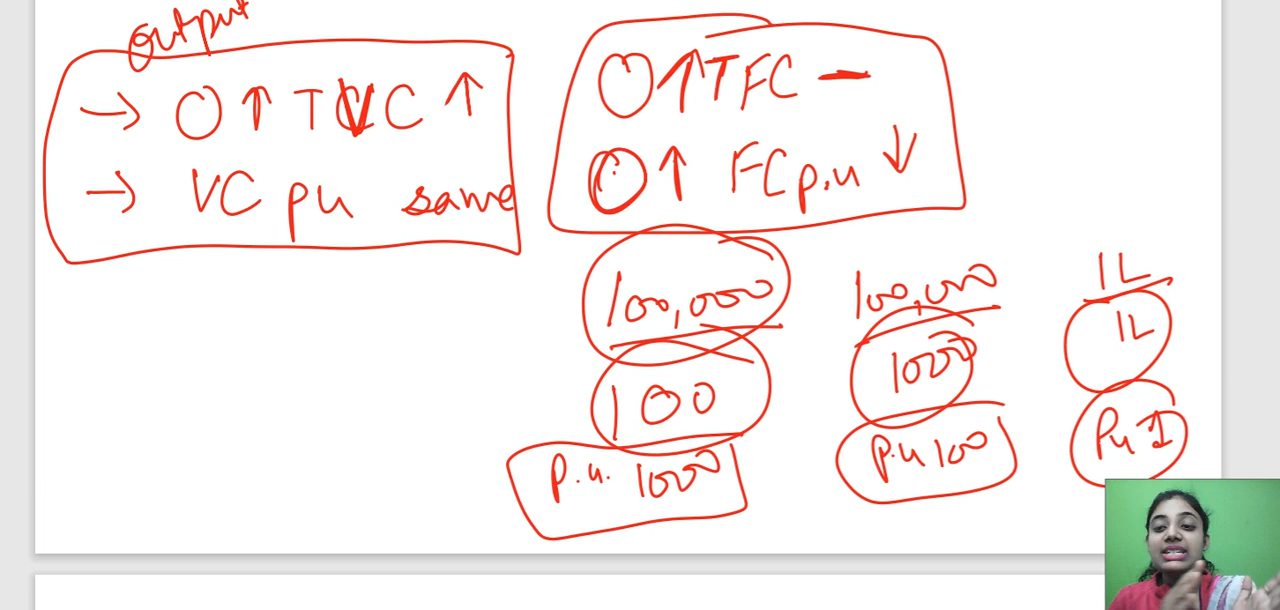 output
→ O ↑ TVC ↑
→ VC pu same
O ↑ TFC –
O ↑ FC p.u ↓
100,000
100
p.u. 1000
100,000
1000
p.u 100
1L
1L
Pu 1